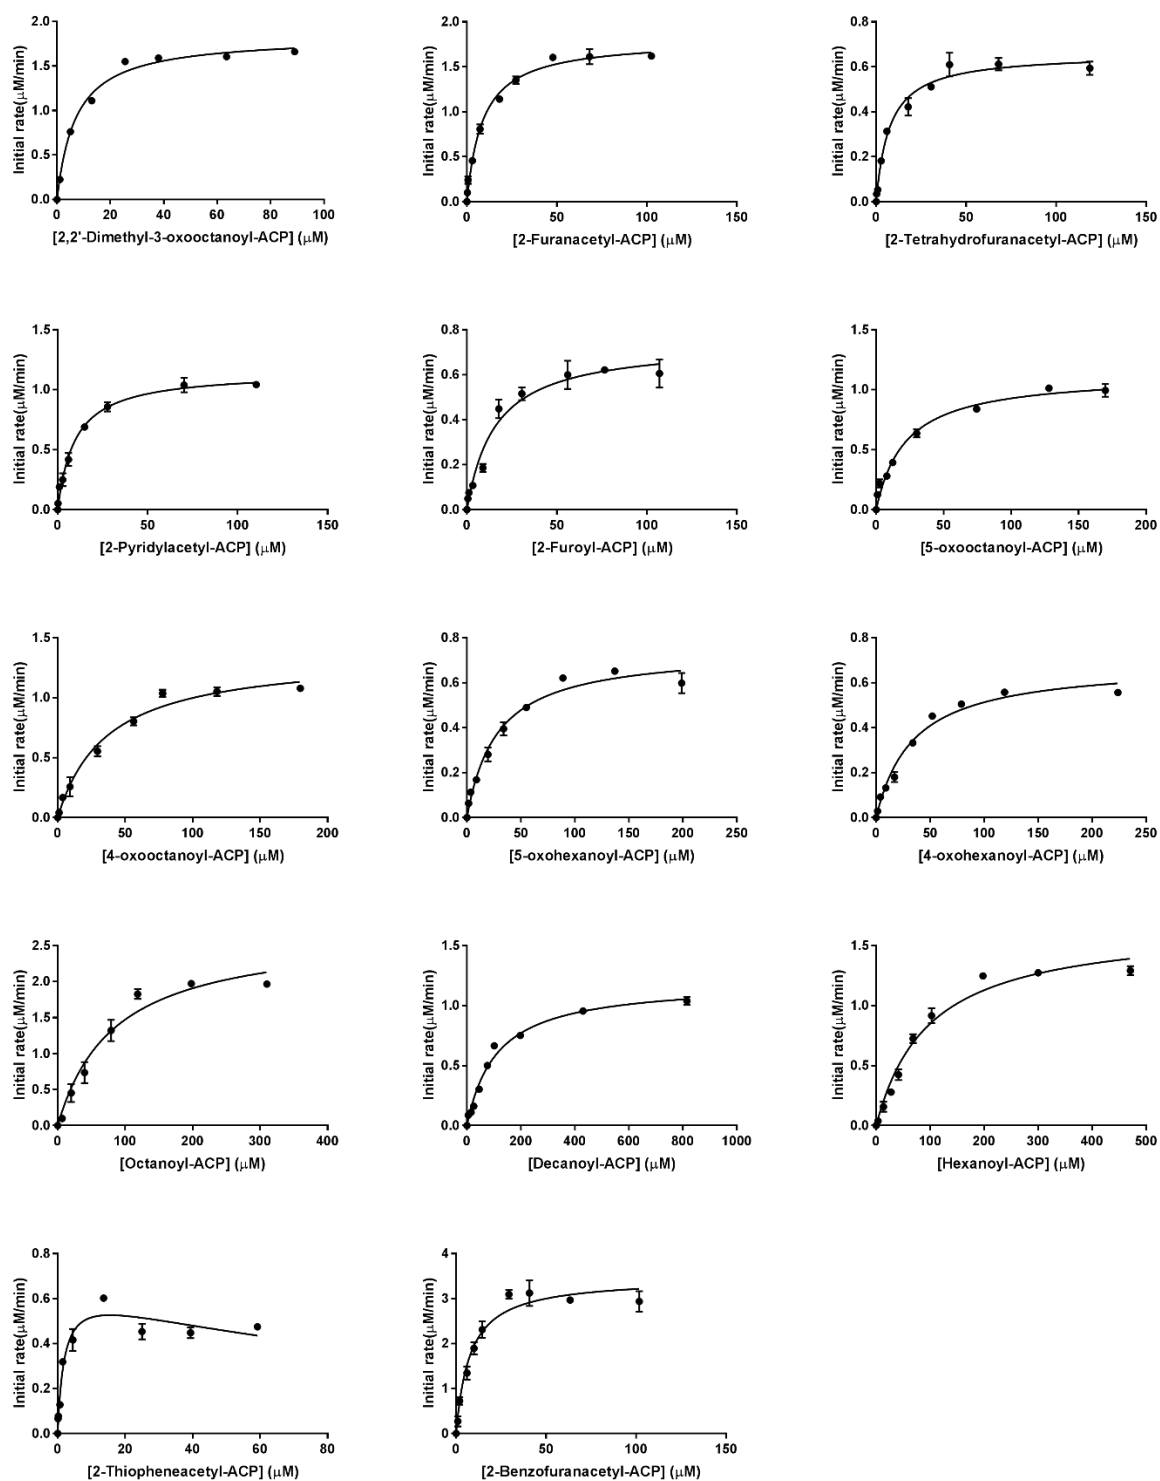 2.0
1.5
1.0
0.5
0.0
Initial rate(μM/min)
0 20 40 60 80 100
[2,2'-Dimethyl-3-oxooctanoyl-ACP] (μM)
2.0
1.5
1.0
0.5
0.0
Initial rate(μM/min)
0 50 100 150
[2-Furanacetyl-ACP] (μM)
0.8
0.6
0.4
0.2
0.0
Initial rate(μM/min)
0 50 100 150
[2-Tetrahydrofuranacetyl-ACP] (μM)
1.5
1.0
0.5
0.0
Initial rate(μM/min)
0 50 100 150
[2-Pyridylacetyl-ACP] (μM)
0.8
0.6
0.4
0.2
0.0
Initial rate(μM/min)
0 50 100 150
[2-Furoyl-ACP] (μM)
1.5
1.0
0.5
0.0
Initial rate(μM/min)
0 50 100 150 200
[5-oxooctanoyl-ACP] (μM)
1.5
1.0
0.5
0.0
Initial rate(μM/min)
0 50 100 150 200
[4-oxooctanoyl-ACP] (μM)
0.8
0.6
0.4
0.2
0.0
Initial rate(μM/min)
0 50 100 150 200 250
[5-oxohexanoyl-ACP] (μM)
0.8
0.6
0.4
0.2
0.0
Initial rate(μM/min)
0 50 100 150 200 250
[4-oxohexanoyl-ACP] (μM)
2.5
2.0
1.5
1.0
0.5
0.0
Initial rate(μM/min)
0 100 200 300 400
[Octanoyl-ACP] (μM)
1.5
1.0
0.5
0.0
Initial rate(μM/min)
0 200 400 600 800 1000
[Decanoyl-ACP] (μM)
1.5
1.0
0.5
0.0
Initial rate(μM/min)
0 100 200 300 400 500
[Hexanoyl-ACP] (μM)
0.8
0.6
0.4
0.2
0.0
Initial rate(μM/min)
0 20 40 60 80
[2-Thiopheneacetyl-ACP] (μM)
4
3
2
1
0
Initial rate(μM/min)
0 50 100 150
[2-Benzofuranacetyl-ACP] (μM)